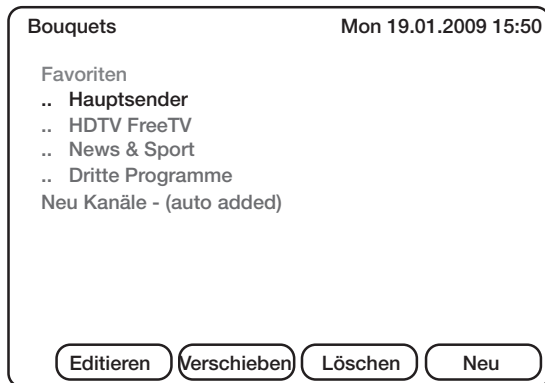 Bouquets Mon 19.01.2009 15:50
Favoriten
.. Hauptsender
.. HDTV FreeTV
.. News & Sport
.. Dritte Programme
Neu Kanäle - (auto added)
Editieren Verschieben Löschen Neu